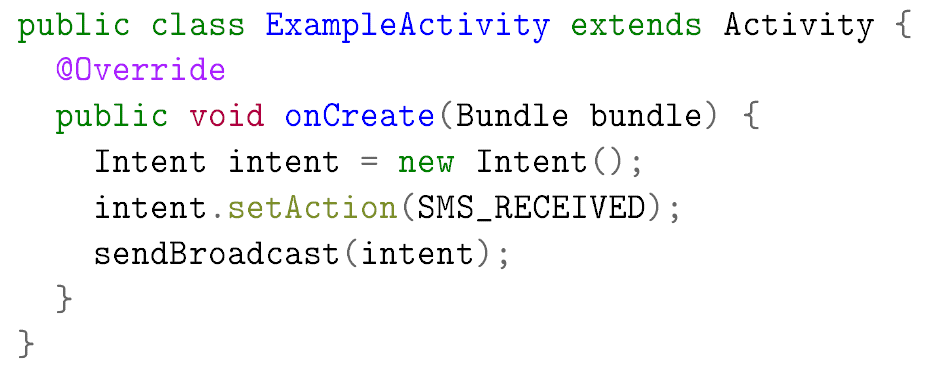 public class ExampleActivity extends Activity {
  @Override
  public void onCreate(Bundle bundle) {
    Intent intent = new Intent();
    intent.setAction(SMS_RECEIVED);
    sendBroadcast(intent);
  }
}